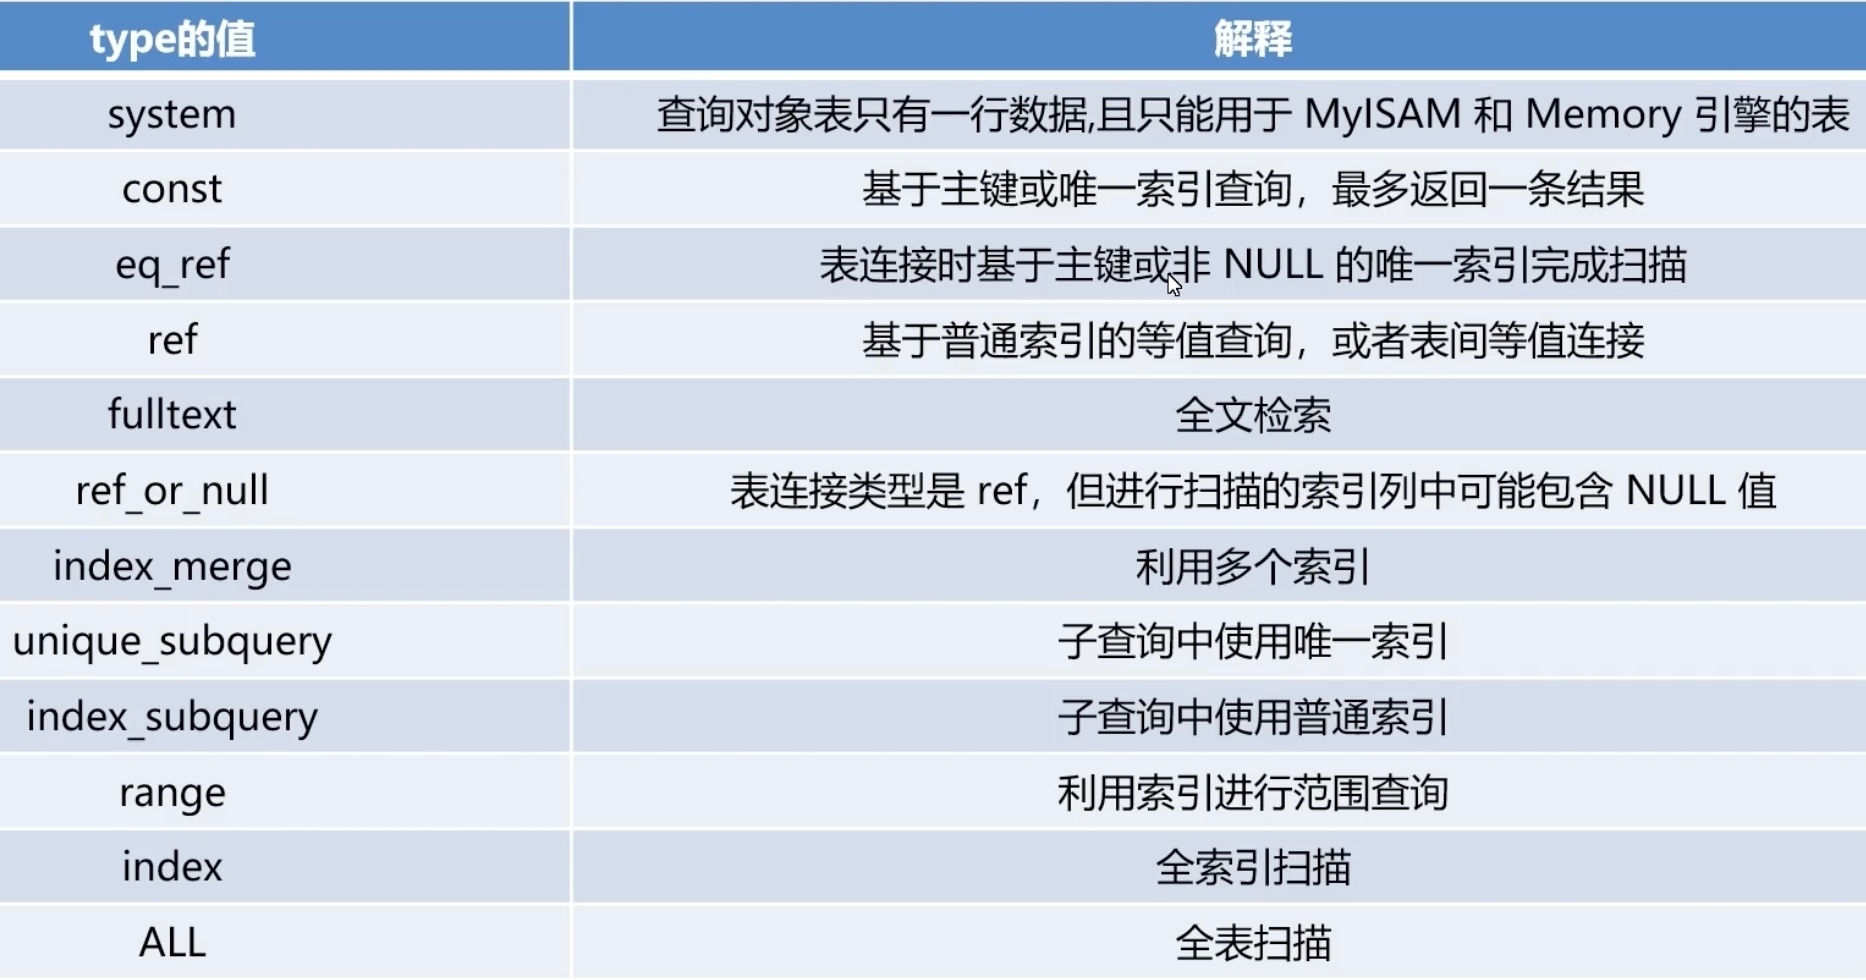 type的值 解释
system 查询对象表只有一行数据,且只能用于 MyISAM 和 Memory 引擎的表
const 基于主键或唯一索引查询，最多返回一条结果
eq_ref 表连接时基于主键或非 NULL 的唯一索引完成扫描
ref 基于普通索引的等值查询，或者表间等值连接
fulltext 全文检索
ref_or_null 表连接类型是 ref，但进行扫描的索引列中可能包含 NULL 值
index_merge 利用多个索引
unique_subquery 子查询中使用唯一索引
index_subquery 子查询中使用普通索引
range 利用索引进行范围查询
index 全索引扫描
ALL 全表扫描